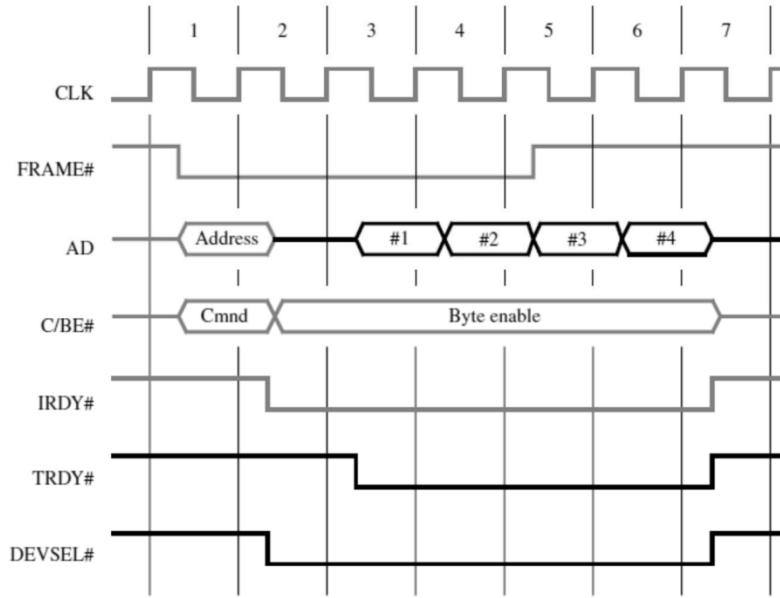 1 2 3 4 5 6 7
CLK
FRAME#
AD Address #1 #2 #3 #4
C/BE# Cmnd Byte enable
IRDY#
TRDY#
DEVSEL#